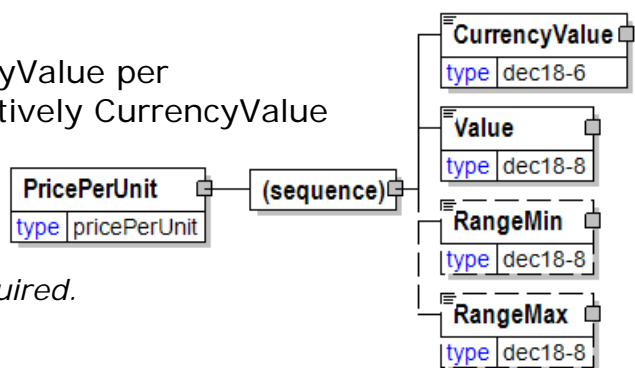 CurrencyValue
type dec18-6
yValue per
tively CurrencyValue
Value
type dec18-8
PricePerUnit
type pricePerUnit
(sequence)
RangeMin
type dec18-8
uired.
RangeMax
type dec18-8